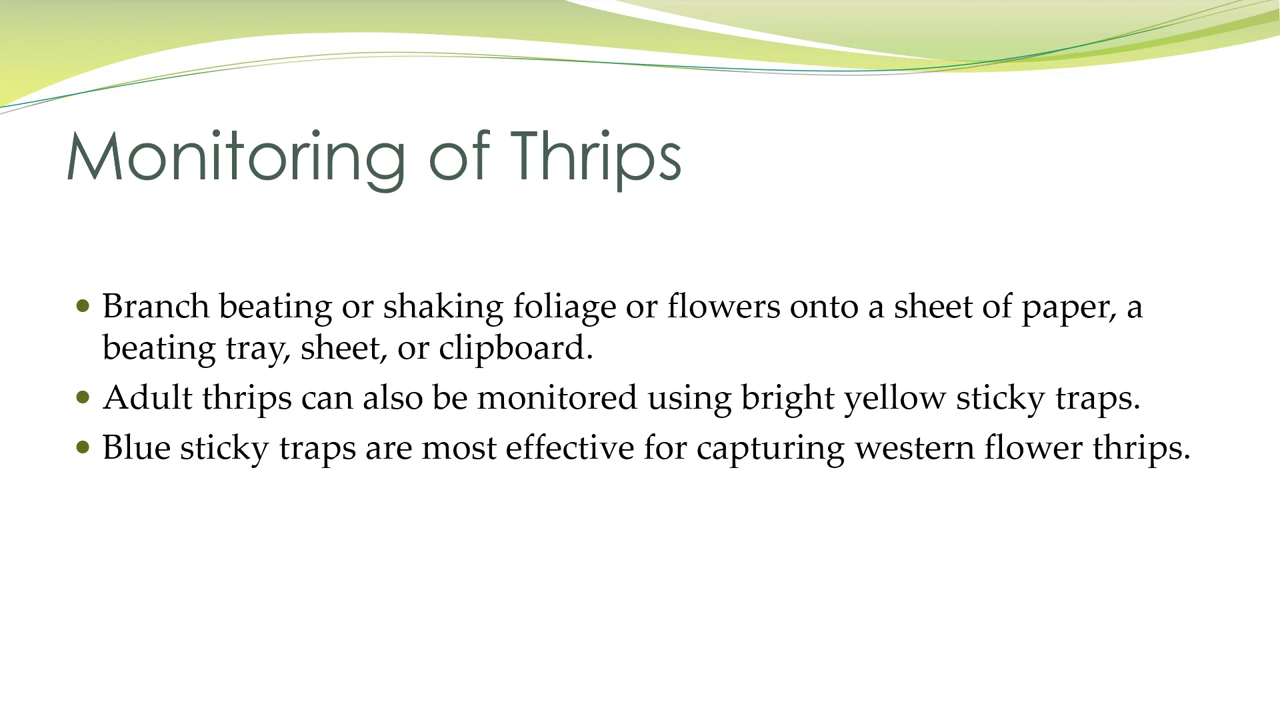 Monitoring of Thrips
• Branch beating or shaking foliage or flowers onto a sheet of paper, a
beating tray, sheet, or clipboard.
• Adult thrips can also be monitored using bright yellow sticky traps.
• Blue sticky traps are most effective for capturing western flower thrips.